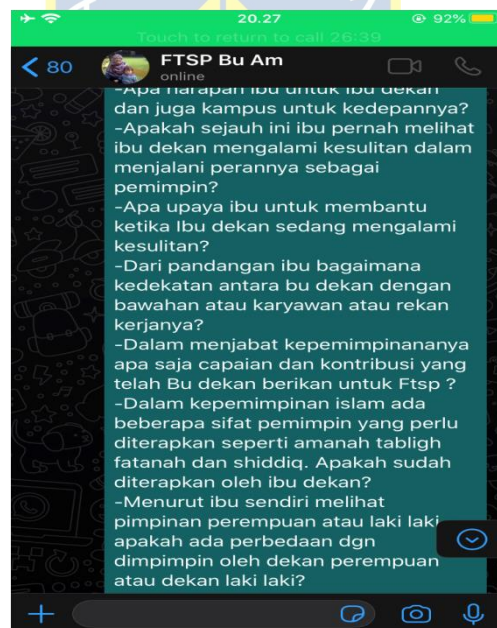 20.27
92%
Touch to return to call 26:39
80
FTSP Bu Am
online
-Apa harapan ibu untuk ibu dekan
dan juga kampus untuk kedepannya?
-Apakah sejauh ini ibu pernah melihat
ibu dekan mengalami kesulitan dalam
menjalani perannya sebagai
pemimpin?
-Apa upaya ibu untuk membantu
ketika Ibu dekan sedang mengalami
kesulitan?
-Dari pandangan ibu bagaimana
kedekatan antara bu dekan dengan
bawahan atau karyawan atau rekan
kerjanya?
-Dalam menjabat kepemimpinananya
apa saja capaian dan kontribusi yang
telah Bu dekan berikan untuk Ftsp ?
-Dalam kepemimpinan islam ada
beberapa sifat pemimpin yang perlu
diterapkan seperti amanah tabligh
fatanah dan shiddiq. Apakah sudah
diterapkan oleh ibu dekan?
-Menurut ibu sendiri melihat
pimpinan perempuan atau laki laki
apakah ada perbedaan dgn
dimpimpin oleh dekan perempuan
atau dekan laki laki?